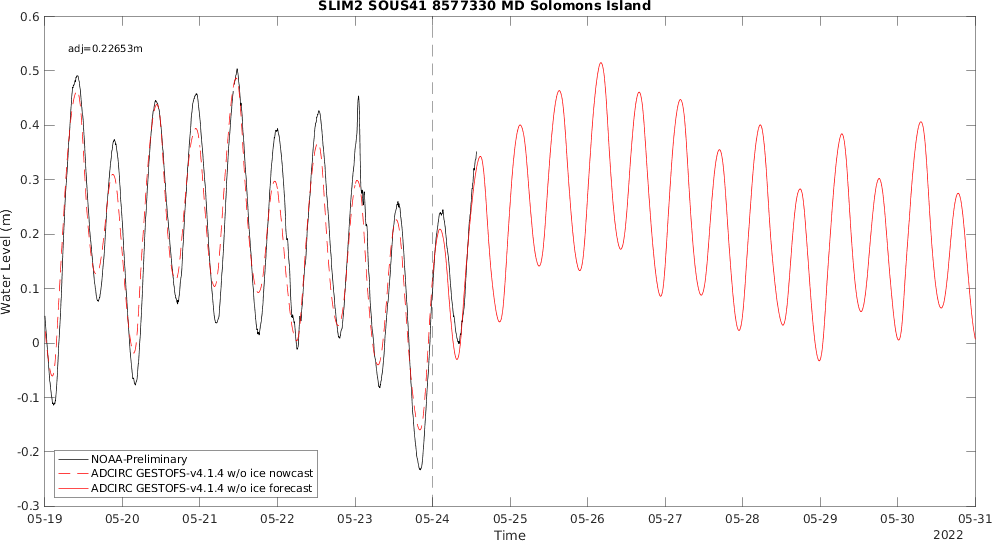 SLIM2 SOUS41 8577330 MD Solomons Island
adj=0.22653m
0.6
0.5
0.4
0.3
0.2
0.1
0
-0.1
-0.2
-0.3
Water Level (m)
NOAA-Preliminary
ADCIRC GESTOFS-v4.1.4 w/o ice nowcast
ADCIRC GESTOFS-v4.1.4 w/o ice forecast
05-19 05-20 05-21 05-22 05-23 05-24 05-25 05-26 05-27 05-28 05-29 05-30 05-31
Time
2022